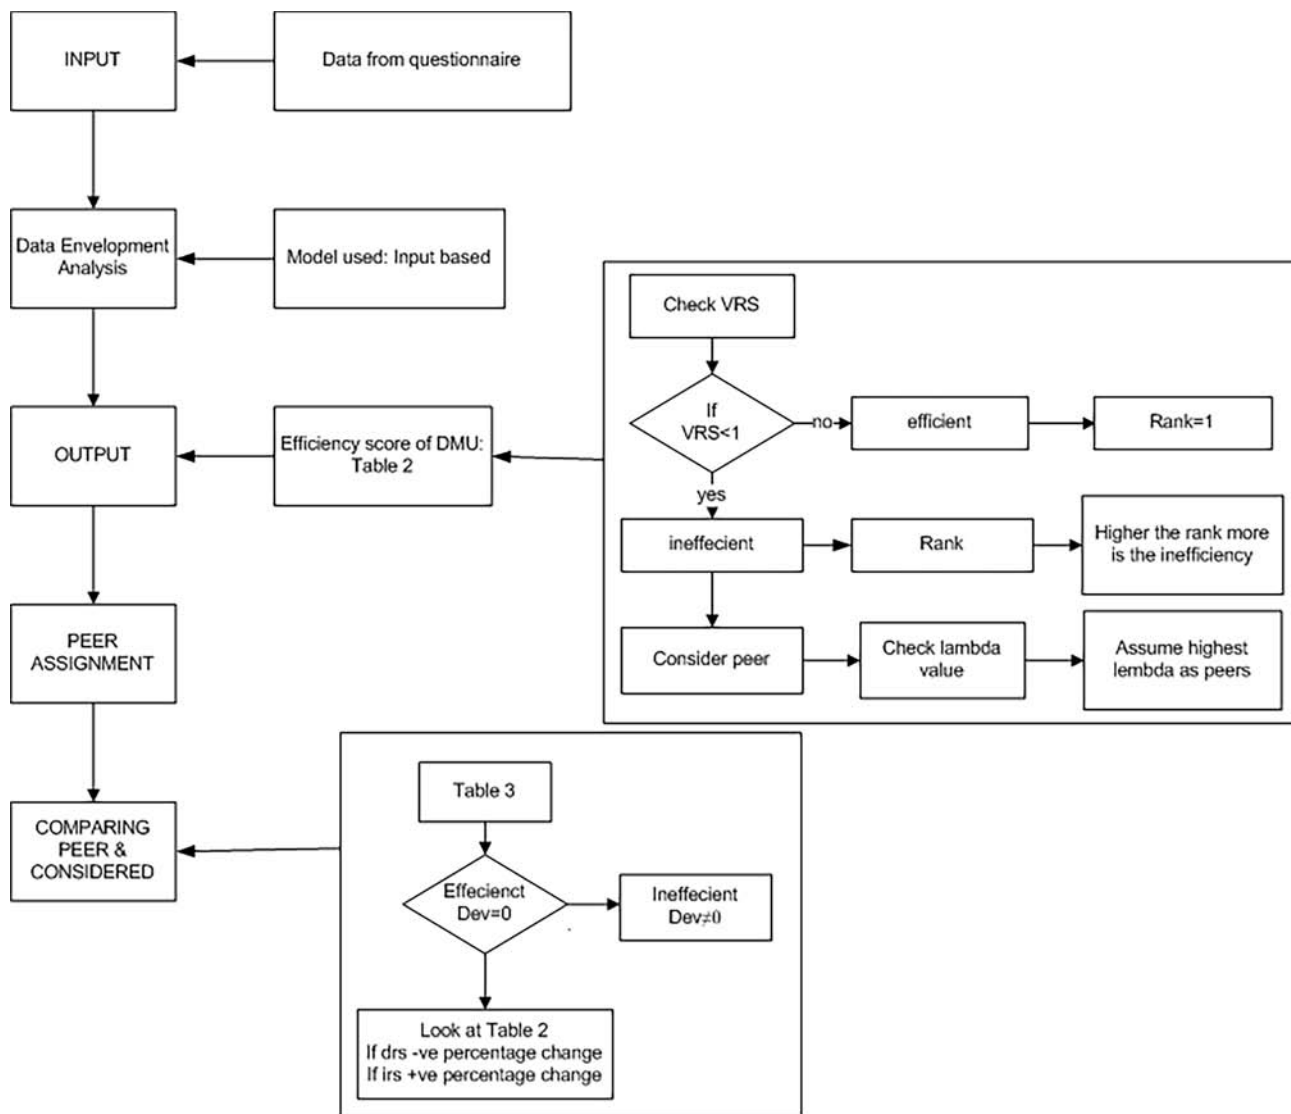 INPUT
Data from questionnaire
Data Envelopment
Analysis
Model used: Input based
Check VRS
If
VRS<1
no
efficient
Rank=1
OUTPUT
Efficiency score of DMU:
Table 2
yes
ineffecient
Rank
Higher the rank more
is the inefficiency
PEER
ASSIGNMENT
Consider peer
Check lambda
value
Assume highest
lembda as peers
Table 3
COMPARING
PEER &
CONSIDERED
Effecienct
Dev=0
Ineffecient
Dev≠0
Look at Table 2
If drs -ve percentage change
If irs +ve percentage change